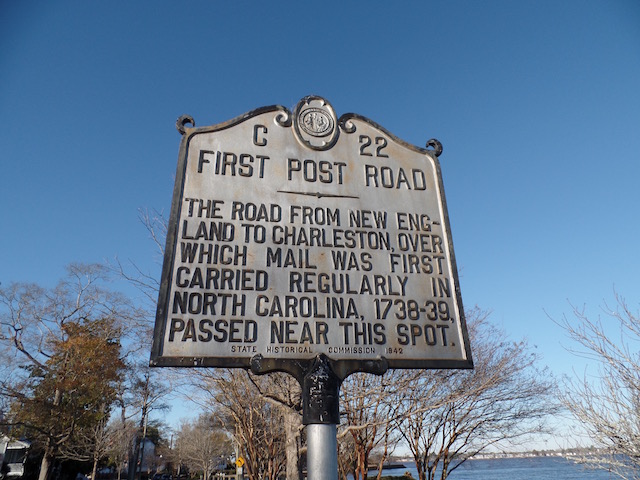 C 22
FIRST POST ROAD
THE ROAD FROM NEW ENG-
LAND TO CHARLESTON, OVER
WHICH MAIL WAS FIRST
CARRIED REGULARLY IN
NORTH CAROLINA, 1738-39,
PASSED NEAR THIS SPOT.
STATE HISTORICAL COMMISSION 1942